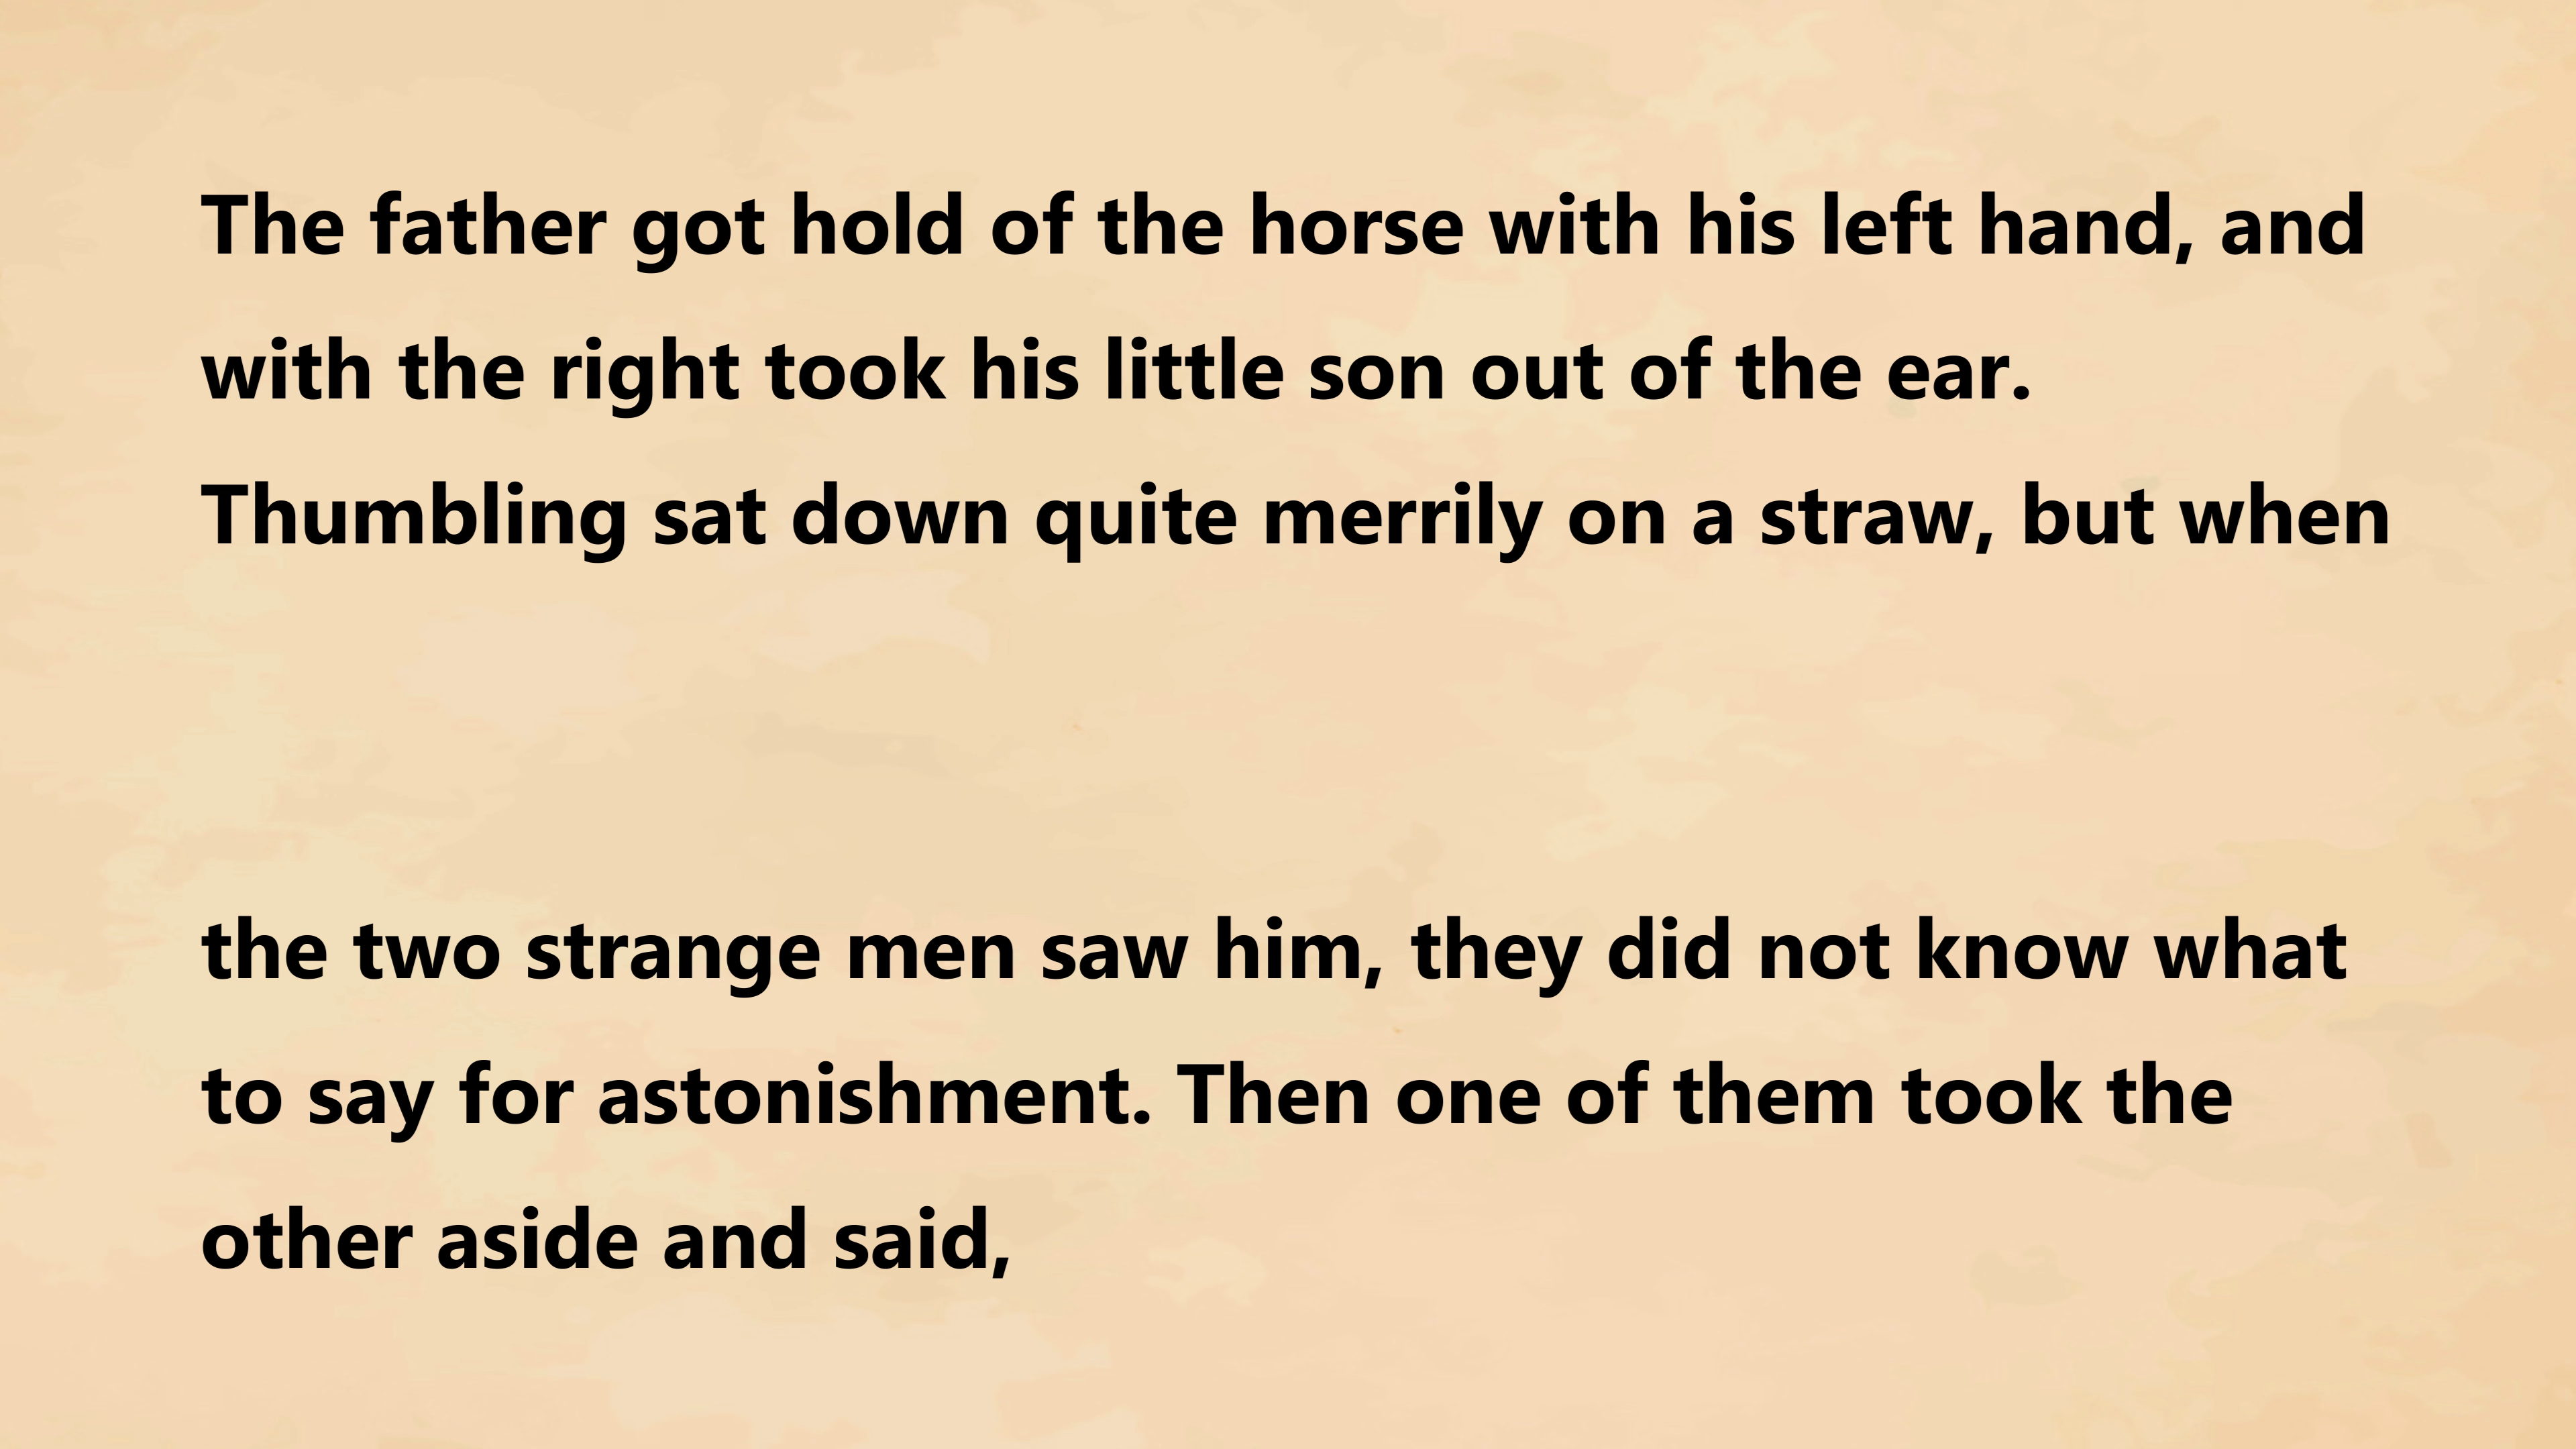 The father got hold of the horse with his left hand, and
with the right took his little son out of the ear.
Thumbling sat down quite merrily on a straw, but when
the two strange men saw him, they did not know what
to say for astonishment. Then one of them took the
other aside and said,